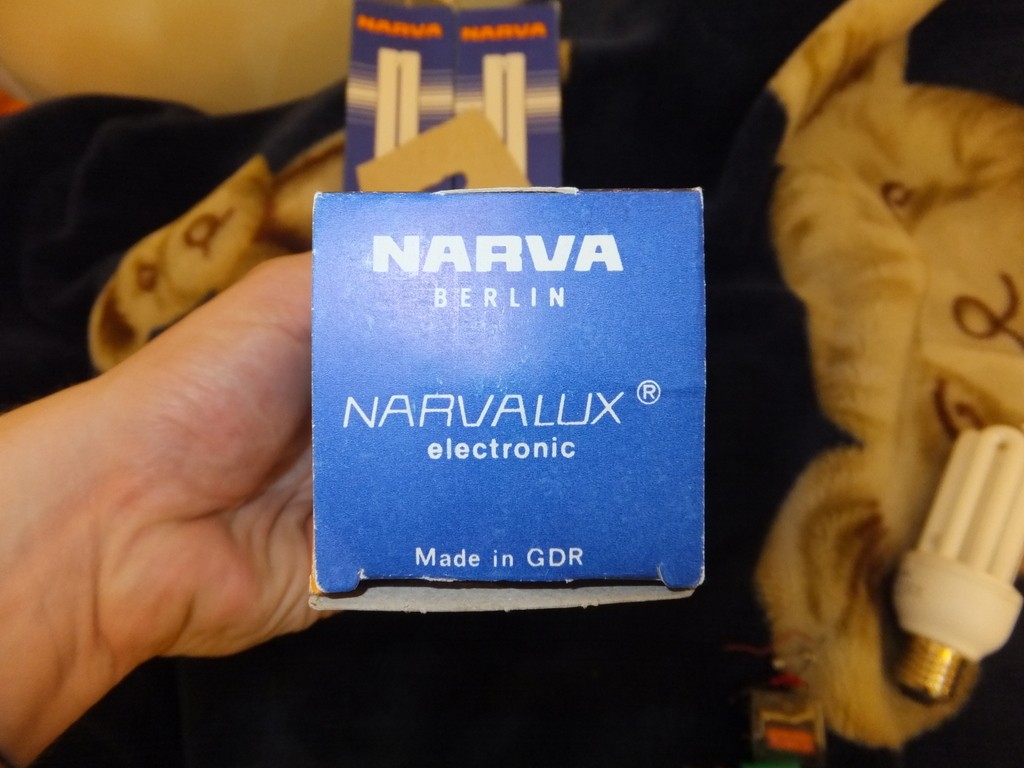 NARVA NARVA
NARVA
BERLIN
NARVALUX®
electronic
Made in GDR